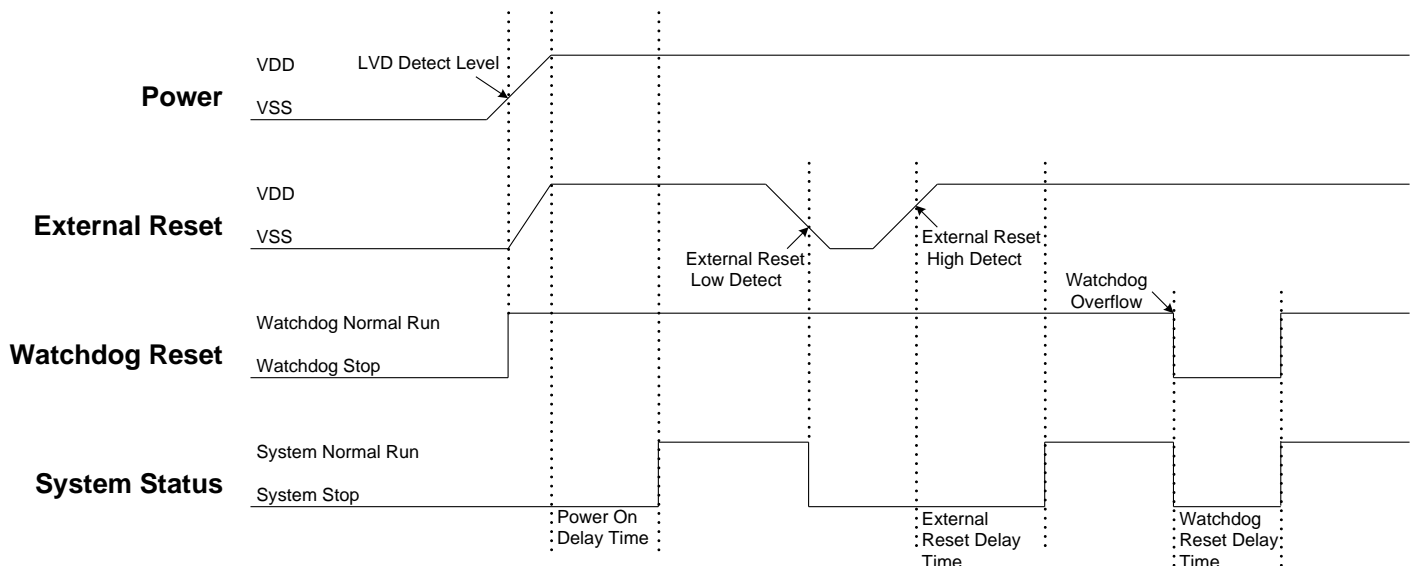 VDD
LVD Detect Level
Power
VSS
VDD
External Reset
VSS
External Reset
Low Detect
External Reset
High Detect
Watchdog
Overflow
Watchdog Normal Run
Watchdog Reset
Watchdog Stop
System Normal Run
System Status
System Stop
Power On
Delay Time
External
Reset Delay
Time
Watchdog
Reset Delay
Time